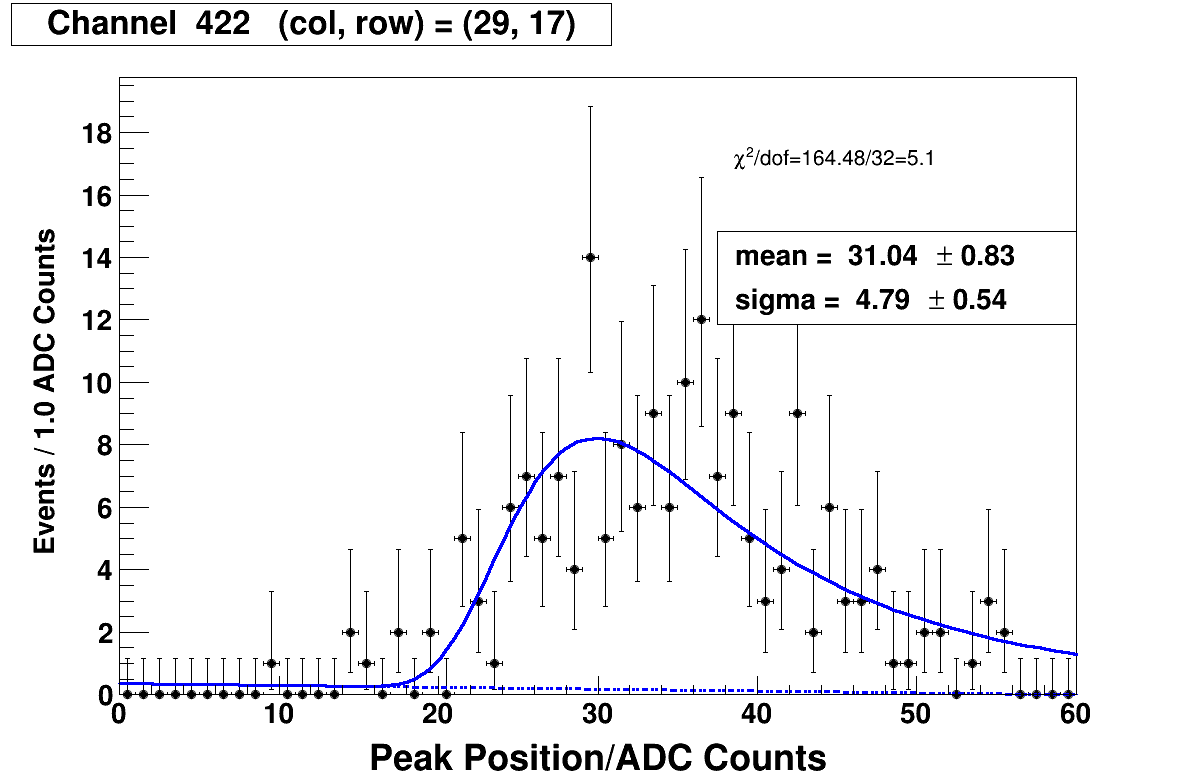 Channel 422 (col, row) = (29, 17)
χ²/dof=164.48/32=5.1
mean = 31.04 ± 0.83
sigma = 4.79 ± 0.54
Events / 1.0 ADC Counts
18
16
14
12
10
8
6
4
2
0
0 10 20 30 40 50 60
Peak Position/ADC Counts